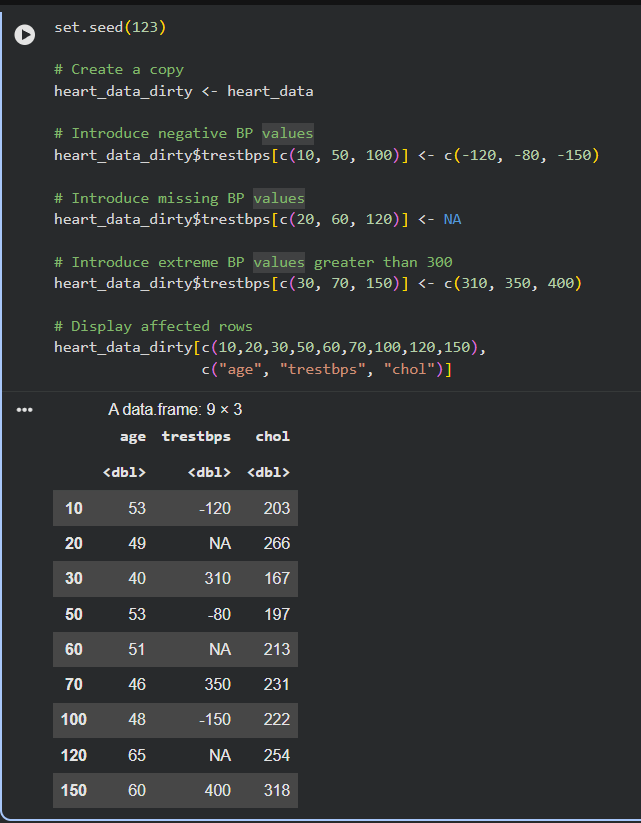 set.seed(123)
# Create a copy
heart_data_dirty <- heart_data
# Introduce negative BP values
heart_data_dirty$trestbps[c(10, 50, 100)] <- c(-120, -80, -150)
# Introduce missing BP values
heart_data_dirty$trestbps[c(20, 60, 120)] <- NA
# Introduce extreme BP values greater than 300
heart_data_dirty$trestbps[c(30, 70, 150)] <- c(310, 350, 400)
# Display affected rows
heart_data_dirty[c(10,20,30,50,60,70,100,120,150),
c("age", "trestbps", "chol")]
A data.frame: 9 × 3
age trestbps chol
<dbl> <dbl> <dbl>
10 53 -120 203
20 49 NA 266
30 40 310 167
50 53 -80 197
60 51 NA 213
70 46 350 231
100 48 -150 222
120 65 NA 254
150 60 400 318